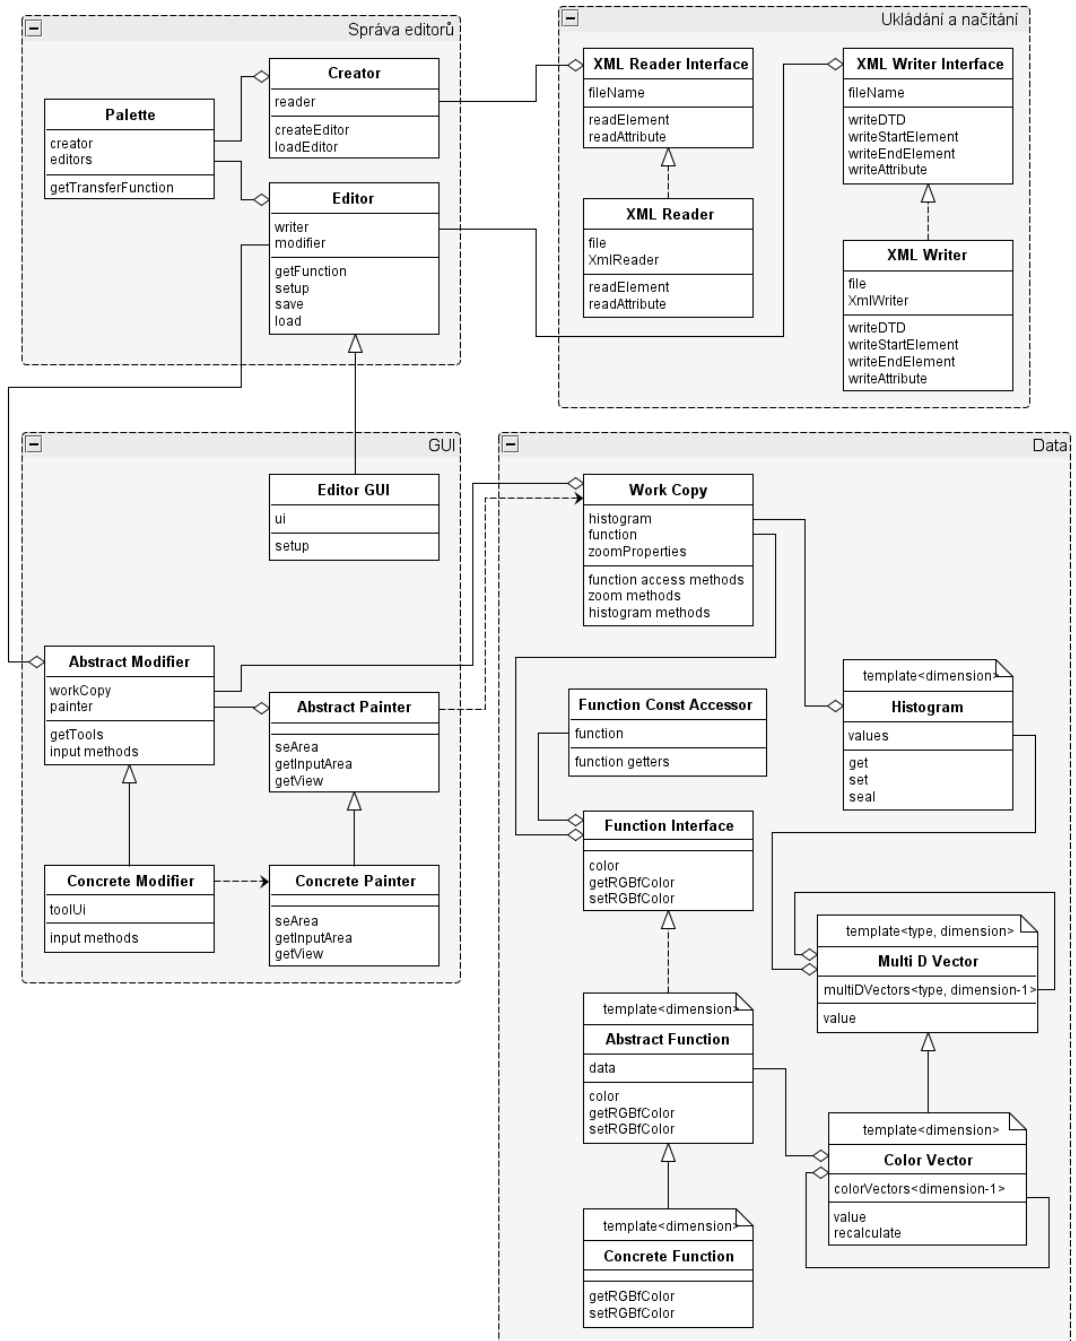 Správa editorů
Palette
creator
editors
getTransferFunction
Creator
reader
createEditor
loadEditor
Editor
writer
modifier
getFunction
setup
save
load
Ukládání a načítání
XML Reader Interface
fileName
readElement
readAttribute
XML Reader
file
XmlReader
readElement
readAttribute
XML Writer Interface
fileName
writeDTD
writeStartElement
writeEndElement
writeAttribute
XML Writer
file
XmlWriter
writeDTD
writeStartElement
writeEndElement
writeAttribute
GUI
Editor GUI
ui
setup
Abstract Modifier
workCopy
painter
getTools
input methods
Abstract Painter
seArea
getInputArea
getView
Concrete Modifier
toolUi
input methods
Concrete Painter
seArea
getInputArea
getView
Data
Work Copy
histogram
function
zoomProperties
function access methods
zoom methods
histogram methods
Function Const Accessor
function
function getters
template<dimension>
Histogram
values
get
set
seal
Function Interface
color
getRGBfColor
setRGBfColor
template<type, dimension>
Multi D Vector
multiDVectors<type, dimension-1>
value
template<dimension>
Abstract Function
data
color
getRGBfColor
setRGBfColor
template<dimension>
Color Vector
colorVectors<dimension-1>
value
recalculate
template<dimension>
Concrete Function
getRGBfColor
setRGBfColor